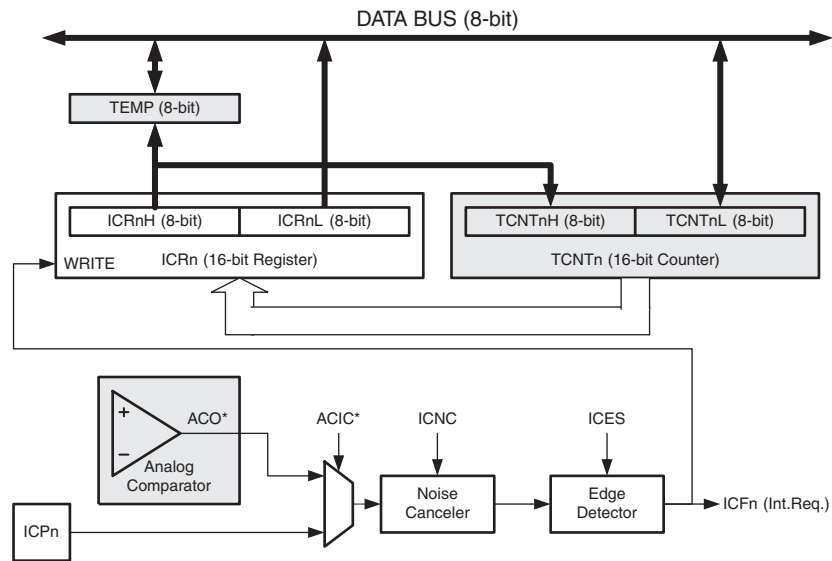 DATA BUS (8-bit)
TEMP (8-bit)
ICRnH (8-bit)
ICRnL (8-bit)
TCNTnH (8-bit)
TCNTnL (8-bit)
WRITE
ICRn (16-bit Register)
TCNTn (16-bit Counter)
+
−
ACO*
Analog
Comparator
ACIC*
ICNC
ICES
Noise
Canceler
Edge
Detector
ICFn (Int.Req.)
ICPn